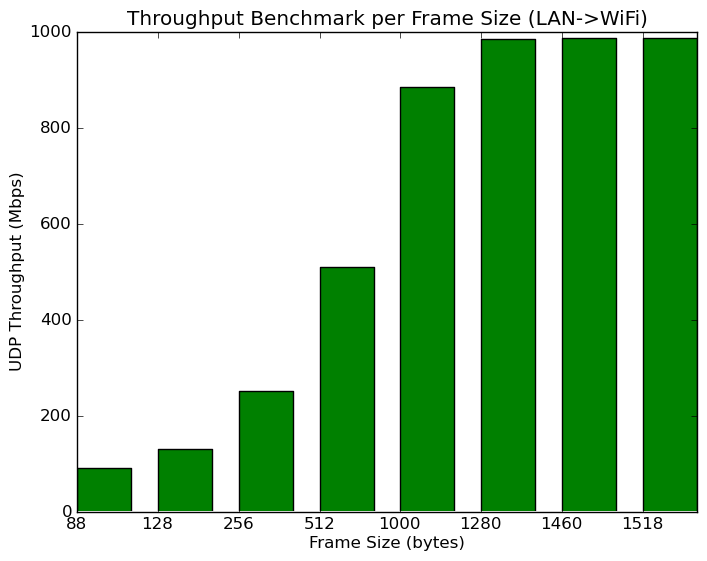 Throughput Benchmark per Frame Size (LAN->WiFi)
1000
800
600
400
200
0
UDP Throughput (Mbps)
88 128 256 512 1000 1280 1460 1518
Frame Size (bytes)